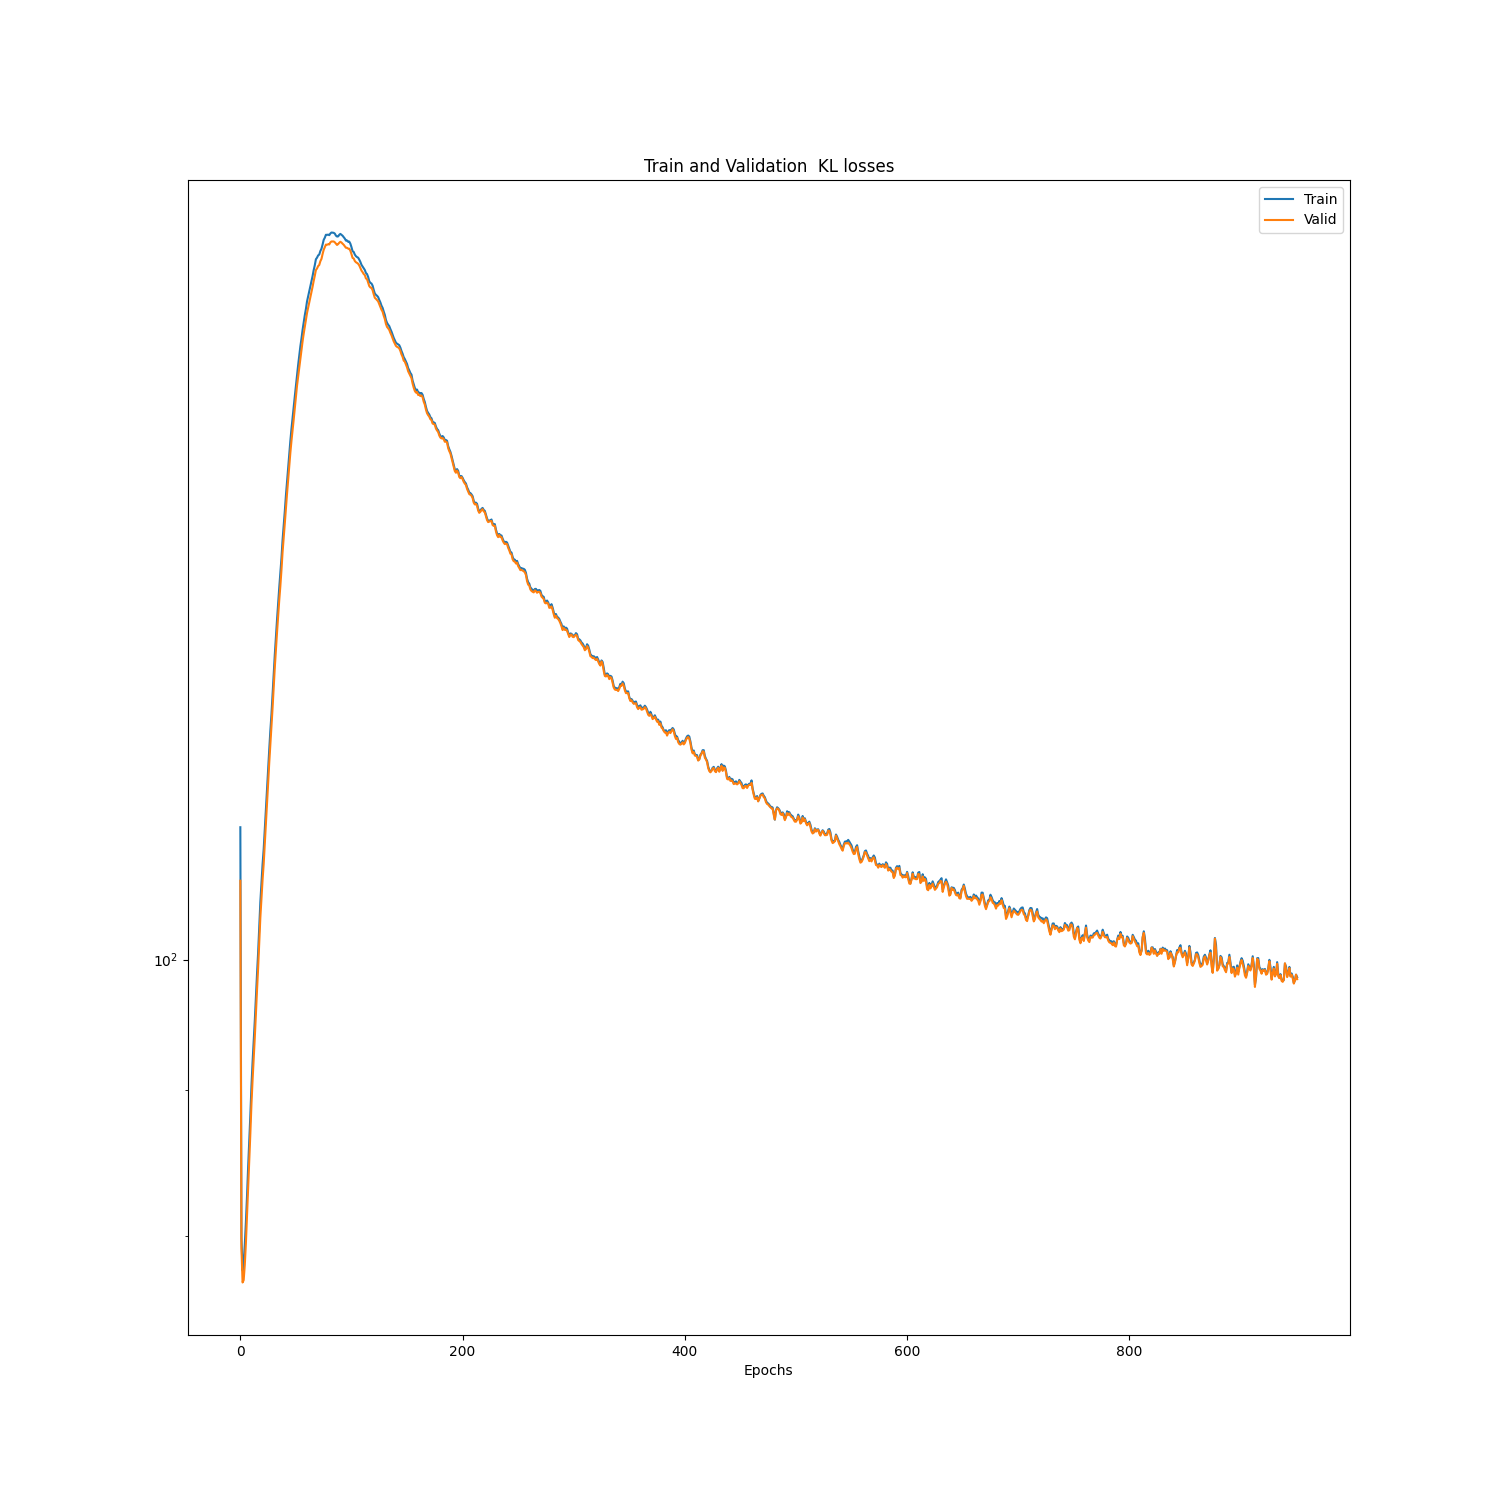 Train and Validation  KL losses
Train
Valid
10²
0 200 400 600 800
Epochs